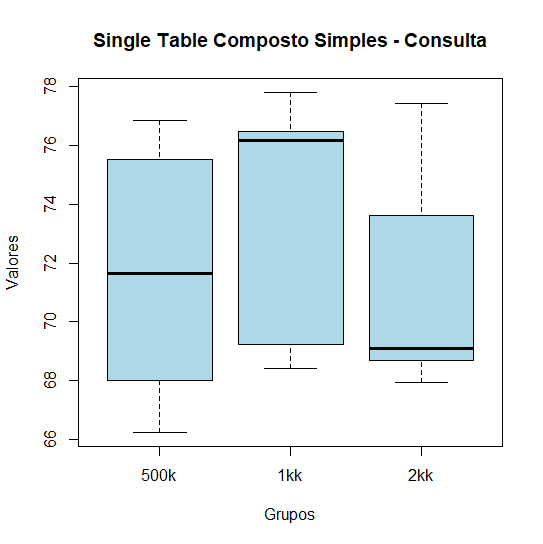 Single Table Composto Simples - Consulta
Valores
78
76
74
72
70
68
66
500k 1kk 2kk
Grupos